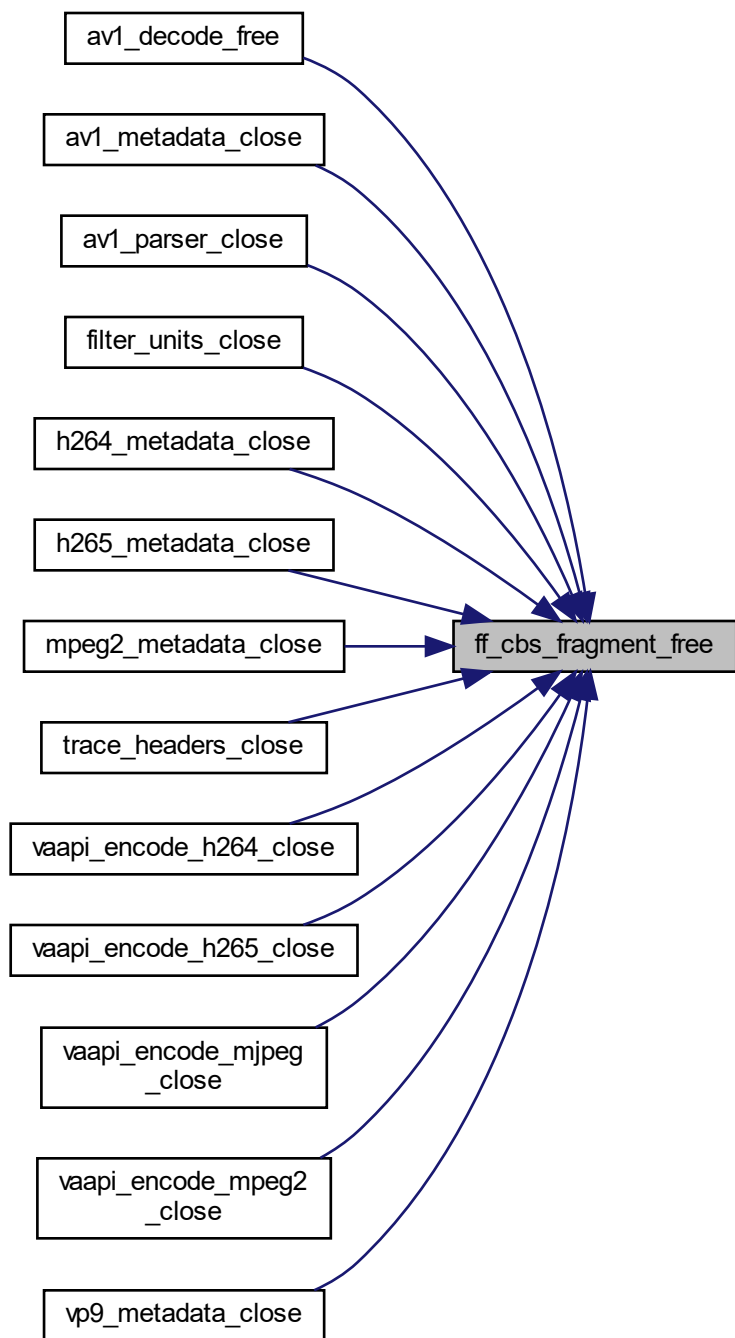 av1_decode_free
av1_metadata_close
av1_parser_close
filter_units_close
h264_metadata_close
h265_metadata_close
mpeg2_metadata_close
ff_cbs_fragment_free
trace_headers_close
vaapi_encode_h264_close
vaapi_encode_h265_close
vaapi_encode_mjpeg
_close
vaapi_encode_mpeg2
_close
vp9_metadata_close